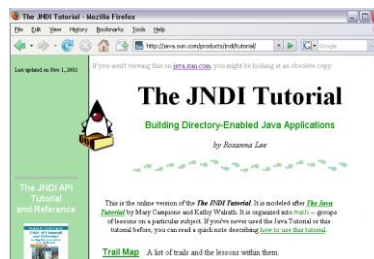 The JNDI Tutorial - Mozilla Firefox
File Edit View History Bookmarks Tools Help
http://java.sun.com/products/jndi/tutorial/
Google
Last updated on Nov 1, 2002
If you aren't viewing this on java.sun.com, you might be looking at an obsolete copy.
The JNDI Tutorial
Building Directory-Enabled Java Applications
by Rosanna Lee
The JNDI API
Tutorial
and Reference
This is the online version of the The JNDI Tutorial. It is modeled after The Java
Tutorial by Mary Campione and Kathy Walrath. It is organized into trails -- groups
of lessons on a particular subject. If you've never used the Java Tutorial or this
tutorial before, you can read a quick note describing how to use this tutorial.
Trail Map A list of trails and the lessons within them.